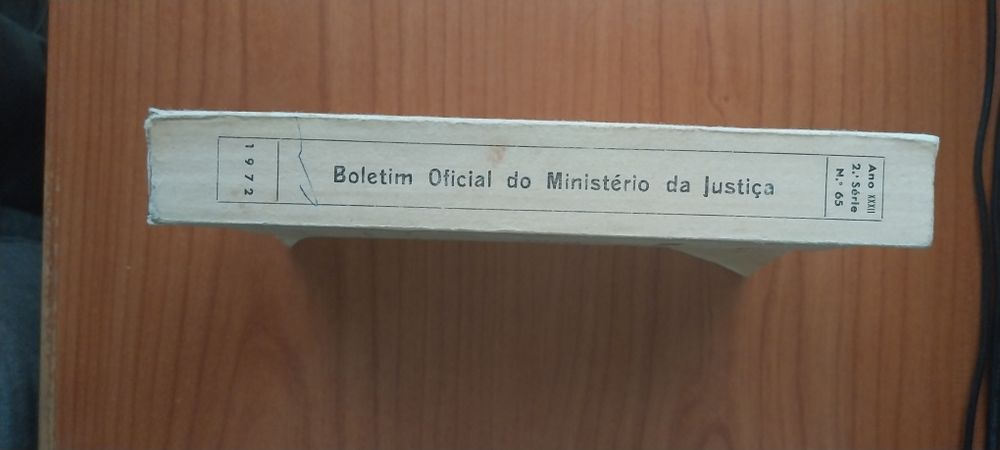 1972
Boletim Oficial do Ministério da Justiça
Ano XXXII
2.ª Série
N.º 65